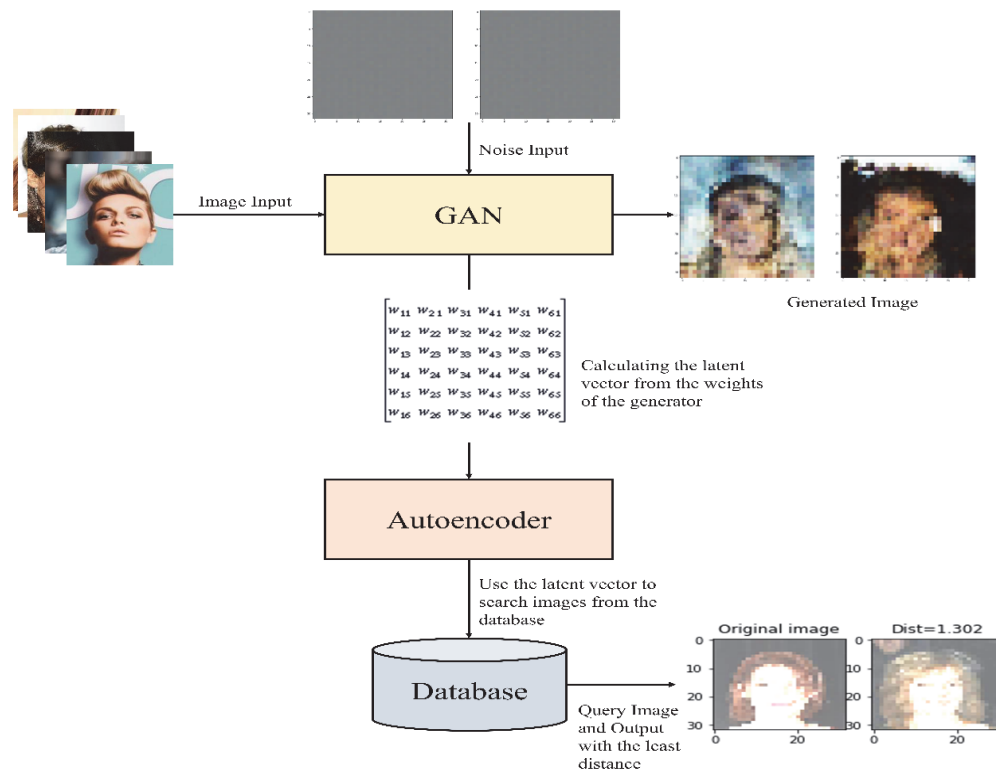 Noise Input
Image Input
GAN
Generated Image
w11 w21 w31 w41 w51 w61
w12 w22 w32 w42 w52 w62
w13 w23 w33 w43 w53 w63
w14 w24 w34 w44 w54 w64
w15 w25 w35 w45 w55 w65
w16 w26 w36 w46 w56 w66
Calculating the latent
vector from the weights
of the generator
Autoencoder
Use the latent vector to
search images from the
database
Database
Query Image
and Output
with the least
distance
Original image
0
10
20
30
0 20
Dist=1.302
0
10
20
30
0 20